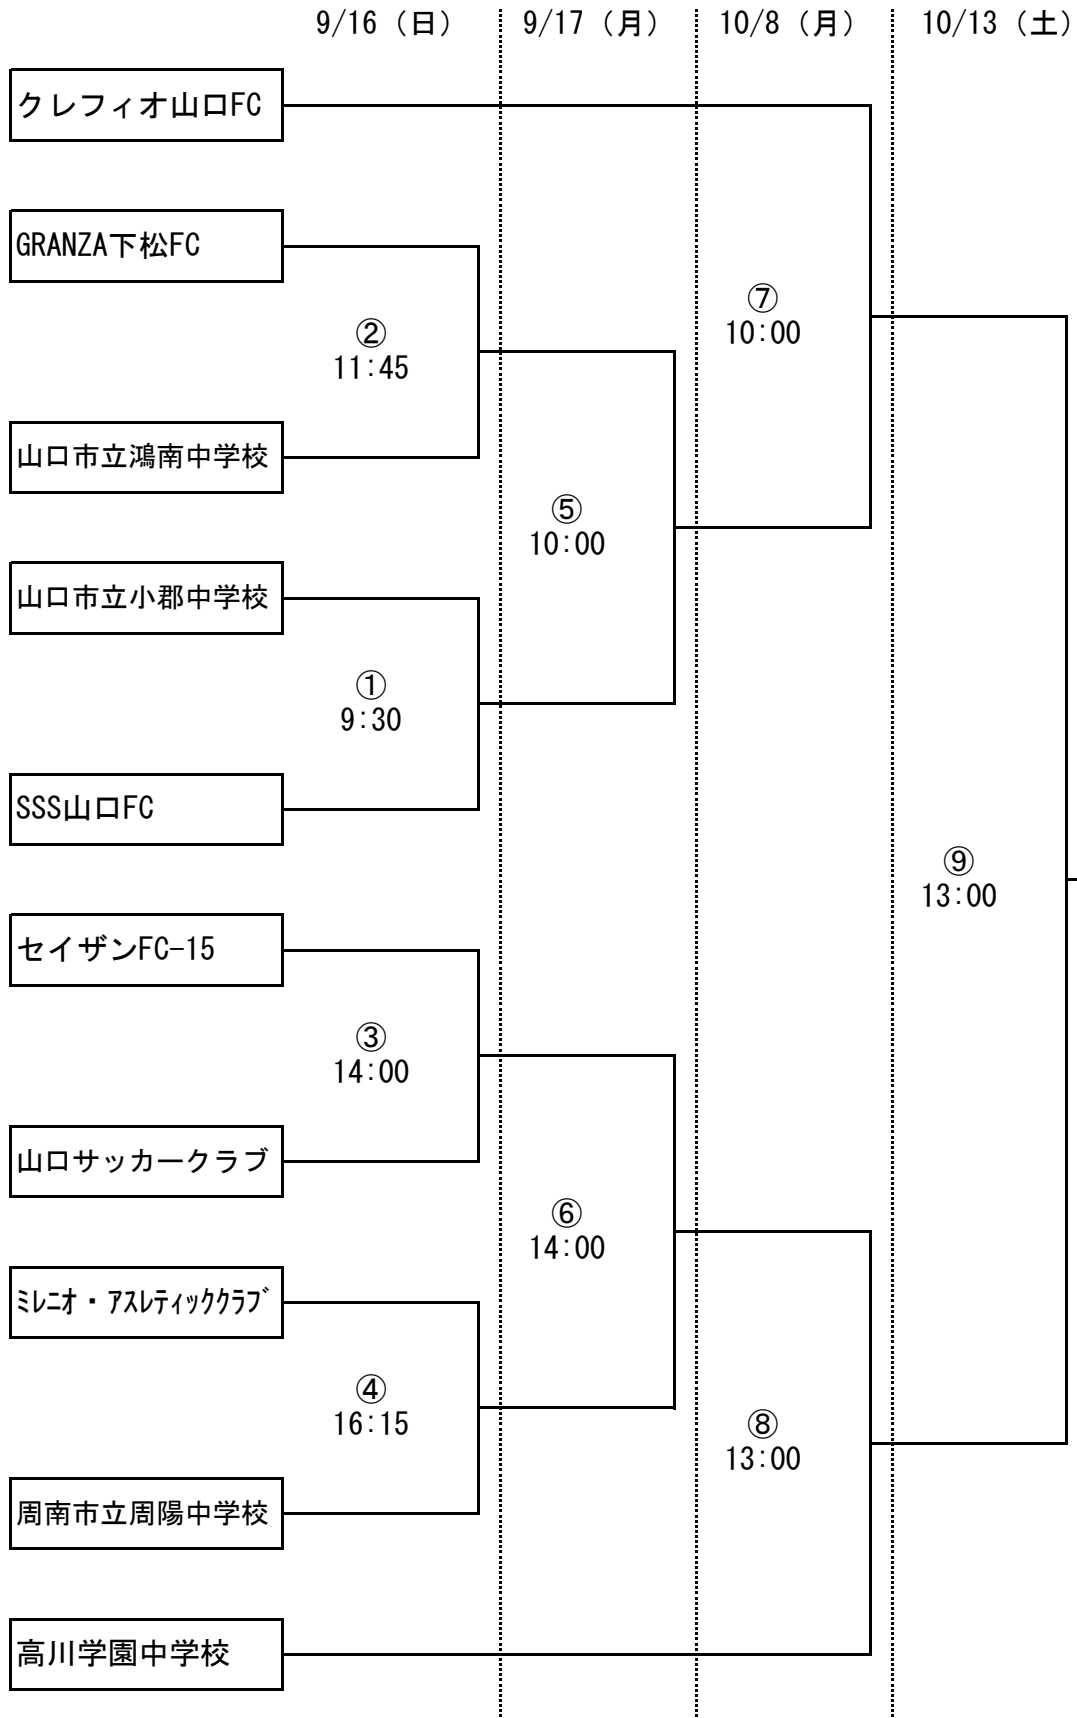 9/16（日）　9/17（月）　10/8（月）　10/13（土）
クレフィオ山口FC
GRANZA下松FC
⑦
10:00
②
11:45
山口市立鴻南中学校
⑤
10:00
山口市立小郡中学校
①
9:30
SSS山口FC
⑨
13:00
セイザンFC-15
③
14:00
山口サッカークラブ
⑥
14:00
ﾐﾚﾆｵ・ｱｽﾚﾃｨｯｸｸﾗﾌﾞ
④
16:15
⑧
13:00
周南市立周陽中学校
高川学園中学校